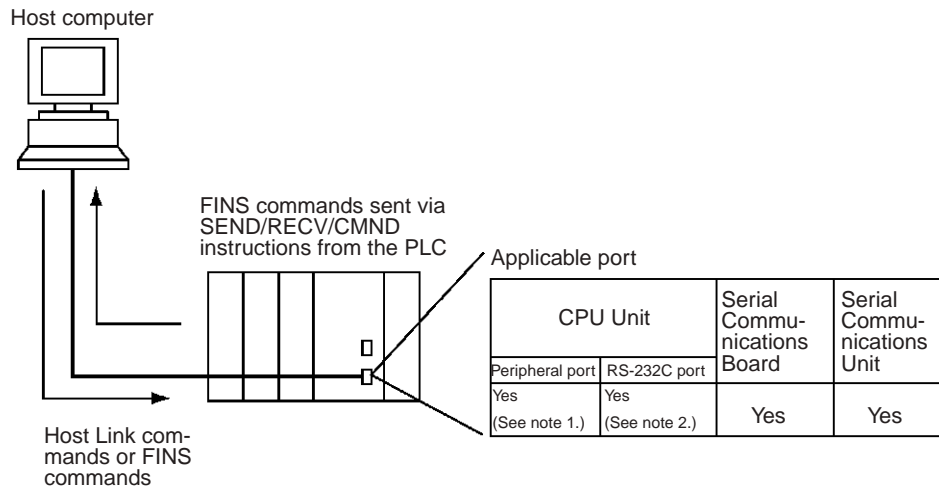 Host computer
FINS commands sent via
SEND/RECV/CMND
instructions from the PLC
Applicable port
CPU Unit
Serial
Commu-
nications
Board
Serial
Commu-
nications
Unit
Peripheral port
RS-232C port
Yes
(See note 1.)
Yes
(See note 2.)
Yes
Yes
Host Link com-
mands or FINS
commands